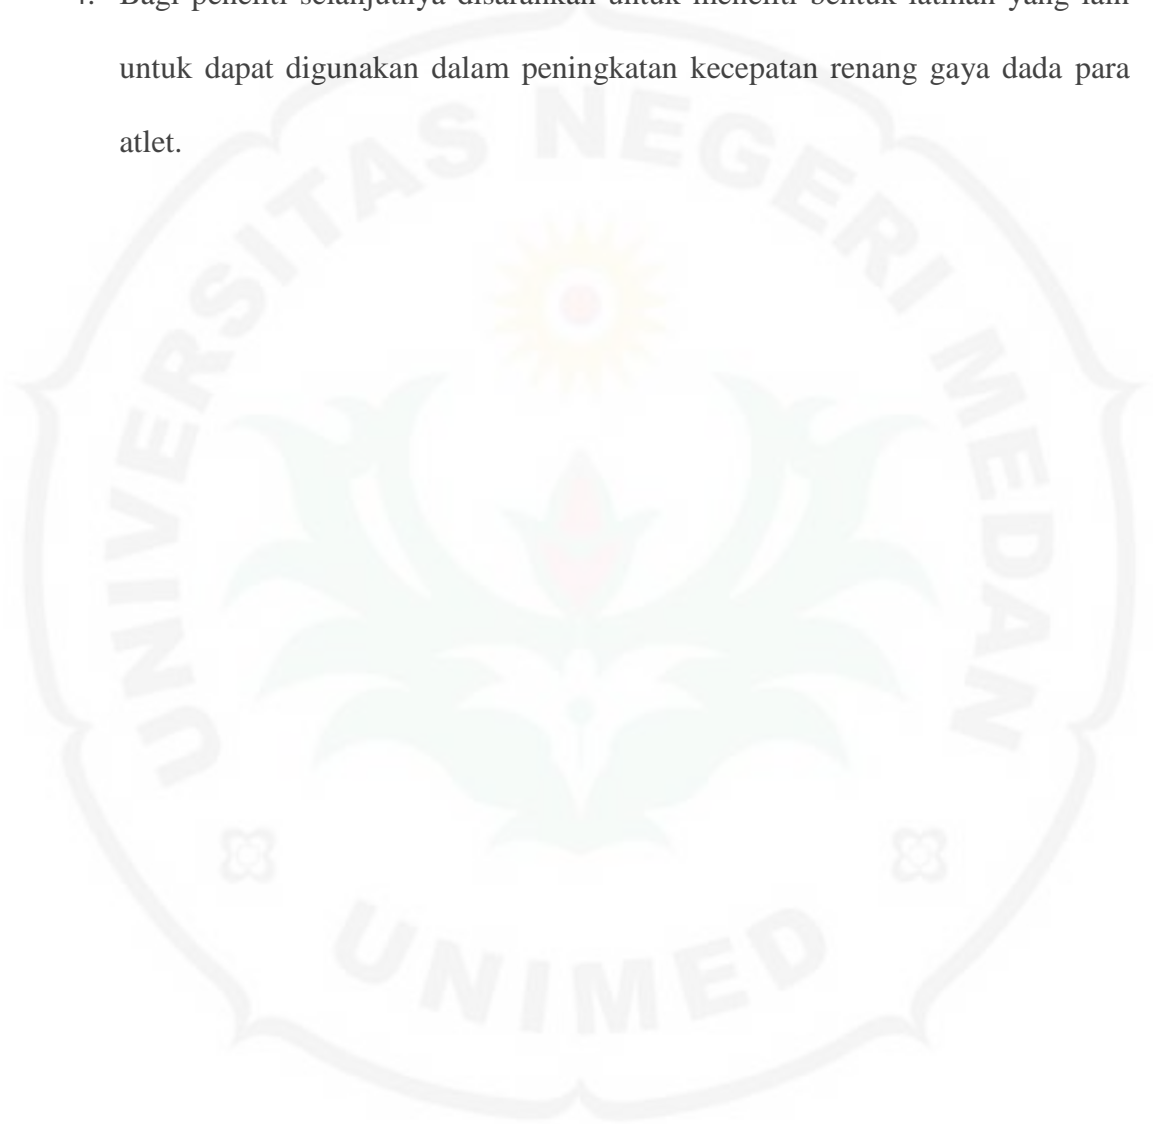 4. Bagi peneliti selanjutnya disarankan untuk meneliti bentuk latihan yang lain
untuk dapat digunakan dalam peningkatan kecepatan renang gaya dada para
atlet.
UNIVERSITAS NEGERI MEDAN
UNIMED